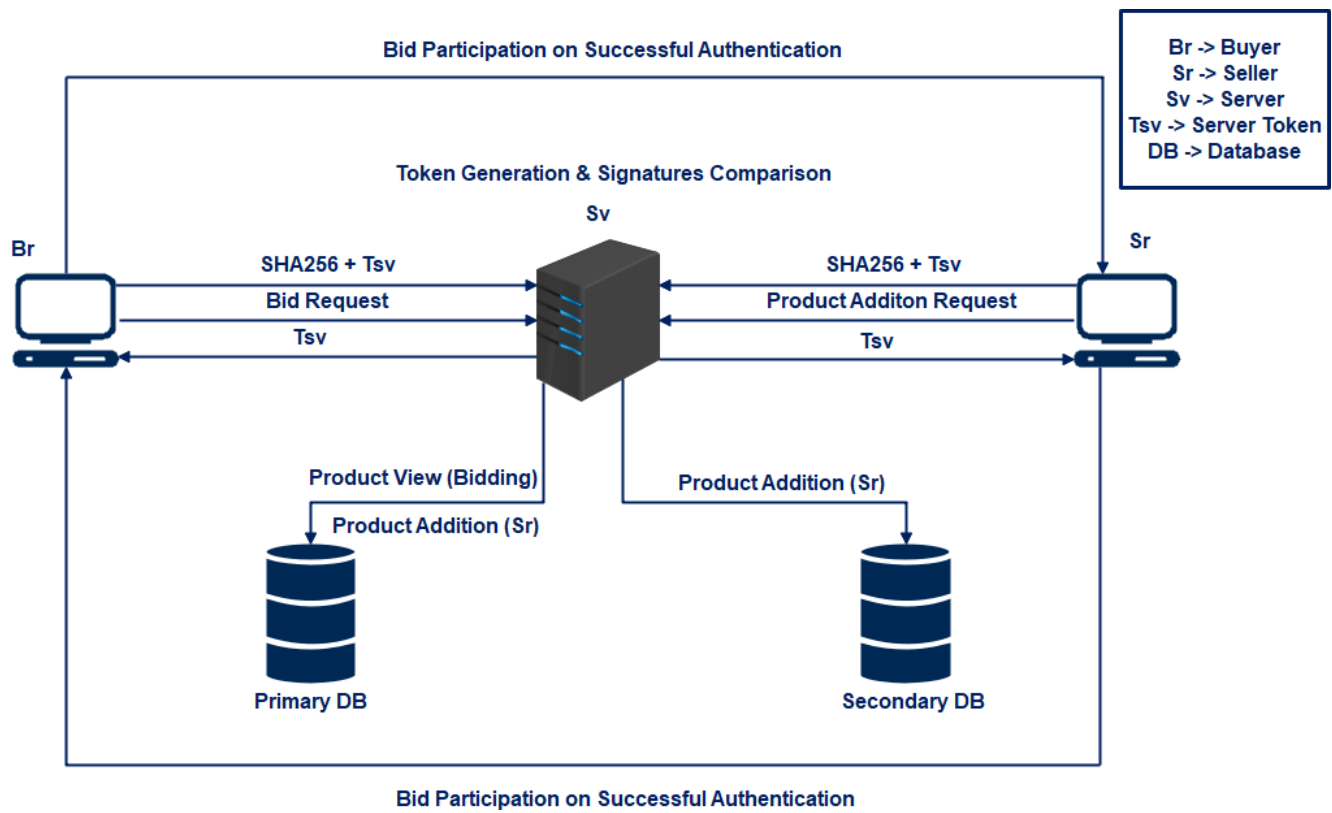 Bid Participation on Successful Authentication
Br -> Buyer
Sr -> Seller
Sv -> Server
Tsv -> Server Token
DB -> Database
Token Generation & Signatures Comparison
Sv
Br
Sr
SHA256 + Tsv
Bid Request
Tsv
SHA256 + Tsv
Product Additon Request
Tsv
Product View (Bidding)
Product Addition (Sr)
Product Addition (Sr)
Primary DB
Secondary DB
Bid Participation on Successful Authentication